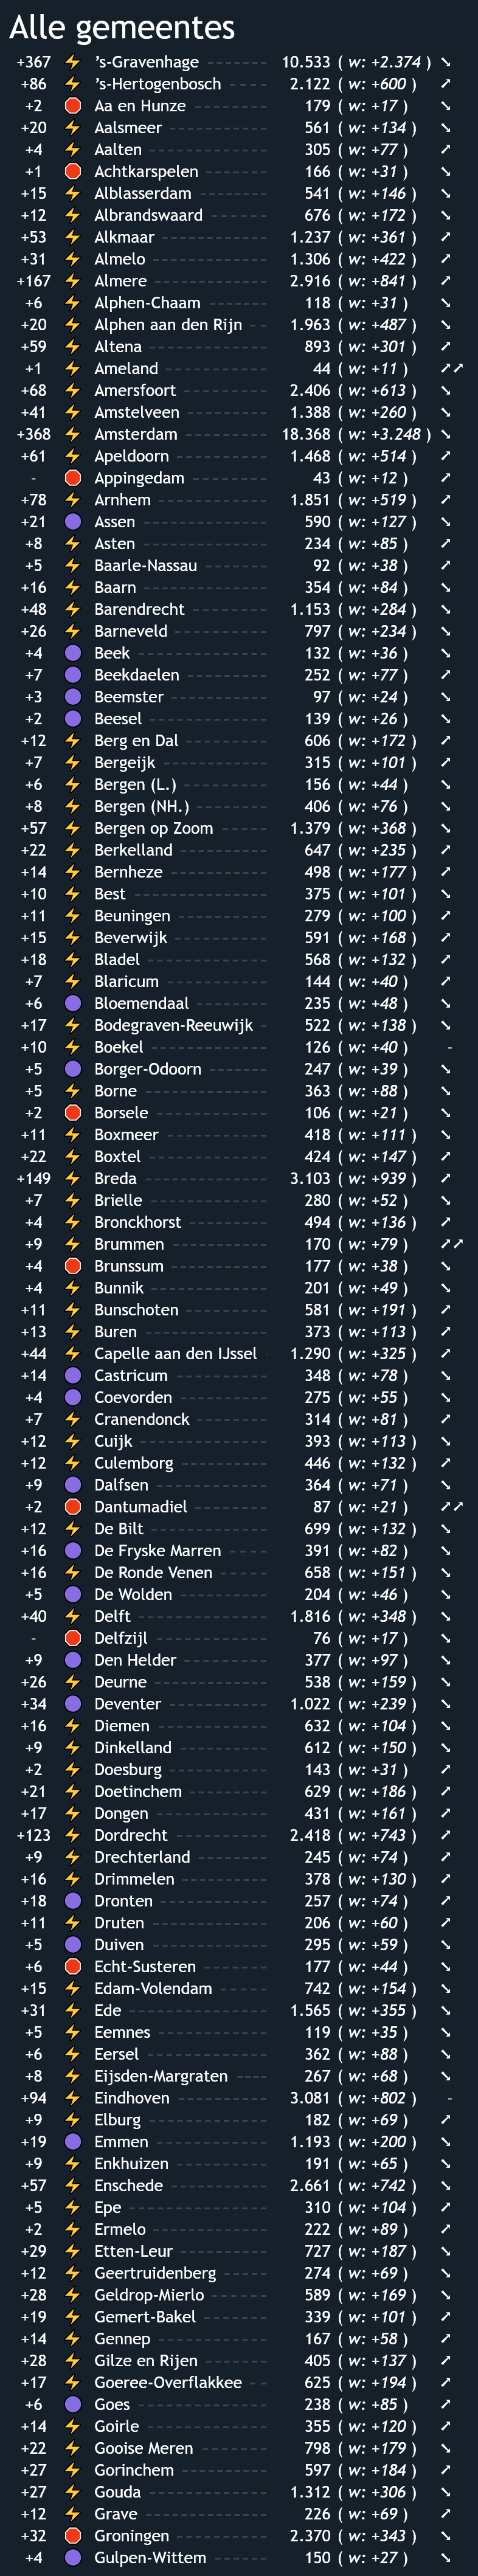 Alle gemeentes
+367 's-Gravenhage 10.533 ( w: +2.374 )
+86 's-Hertogenbosch 2.122 ( w: +600 )
+2 Aa en Hunze 179 ( w: +17 )
+20 Aalsmeer 561 ( w: +134 )
+4 Aalten 305 ( w: +77 )
+1 Achtkarspelen 166 ( w: +31 )
+15 Alblasserdam 541 ( w: +146 )
+12 Albrandswaard 676 ( w: +172 )
+53 Alkmaar 1.237 ( w: +361 )
+31 Almelo 1.306 ( w: +422 )
+167 Almere 2.916 ( w: +841 )
+6 Alphen-Chaam 118 ( w: +31 )
+20 Alphen aan den Rijn 1.963 ( w: +487 )
+59 Altena 893 ( w: +301 )
+1 Ameland 44 ( w: +11 )
+68 Amersfoort 2.406 ( w: +613 )
+41 Amstelveen 1.388 ( w: +260 )
+368 Amsterdam 18.368 ( w: +3.248 )
+61 Apeldoorn 1.468 ( w: +514 )
- Appingedam 43 ( w: +12 )
+78 Arnhem 1.851 ( w: +519 )
+21 Assen 590 ( w: +127 )
+8 Asten 234 ( w: +85 )
+5 Baarle-Nassau 92 ( w: +38 )
+16 Baarn 354 ( w: +84 )
+48 Barendrecht 1.153 ( w: +284 )
+26 Barneveld 797 ( w: +234 )
+4 Beek 132 ( w: +36 )
+7 Beekdaelen 252 ( w: +77 )
+3 Beemster 97 ( w: +24 )
+2 Beesel 139 ( w: +26 )
+12 Berg en Dal 606 ( w: +172 )
+7 Bergeijk 315 ( w: +101 )
+6 Bergen (L.) 156 ( w: +44 )
+8 Bergen (NH.) 406 ( w: +76 )
+57 Bergen op Zoom 1.379 ( w: +368 )
+22 Berkelland 647 ( w: +235 )
+14 Bernheze 498 ( w: +177 )
+10 Best 375 ( w: +101 )
+11 Beuningen 279 ( w: +100 )
+15 Beverwijk 591 ( w: +168 )
+18 Bladel 568 ( w: +132 )
+7 Blaricum 144 ( w: +40 )
+6 Bloemendaal 235 ( w: +48 )
+17 Bodegraven-Reeuwijk 522 ( w: +138 )
+10 Boekel 126 ( w: +40 ) -
+5 Borger-Odoorn 247 ( w: +39 )
+5 Borne 363 ( w: +88 )
+2 Borsele 106 ( w: +21 )
+11 Boxmeer 418 ( w: +111 )
+22 Boxtel 424 ( w: +147 )
+149 Breda 3.103 ( w: +939 )
+7 Brielle 280 ( w: +52 )
+4 Bronckhorst 494 ( w: +136 )
+9 Brummen 170 ( w: +79 )
+4 Brunssum 177 ( w: +38 )
+4 Bunnik 201 ( w: +49 )
+11 Bunschoten 581 ( w: +191 )
+13 Buren 373 ( w: +113 )
+44 Capelle aan den IJssel 1.290 ( w: +325 )
+14 Castricum 348 ( w: +78 )
+4 Coevorden 275 ( w: +55 )
+7 Cranendonck 314 ( w: +81 )
+12 Cuijk 393 ( w: +113 )
+12 Culemborg 446 ( w: +132 )
+9 Dalfsen 364 ( w: +71 )
+2 Dantumadiel 87 ( w: +21 )
+12 De Bilt 699 ( w: +132 )
+16 De Fryske Marren 391 ( w: +82 )
+16 De Ronde Venen 658 ( w: +151 )
+5 De Wolden 204 ( w: +46 )
+40 Delft 1.816 ( w: +348 )
- Delfzijl 76 ( w: +17 )
+9 Den Helder 377 ( w: +97 )
+26 Deurne 538 ( w: +159 )
+34 Deventer 1.022 ( w: +239 )
+16 Diemen 632 ( w: +104 )
+9 Dinkelland 612 ( w: +150 )
+2 Doesburg 143 ( w: +31 )
+21 Doetinchem 629 ( w: +186 )
+17 Dongen 431 ( w: +161 )
+123 Dordrecht 2.418 ( w: +743 )
+9 Drechterland 245 ( w: +74 )
+16 Drimmelen 378 ( w: +130 )
+18 Dronten 257 ( w: +74 )
+11 Druten 206 ( w: +60 )
+5 Duiven 295 ( w: +59 )
+6 Echt-Susteren 177 ( w: +44 )
+15 Edam-Volendam 742 ( w: +154 )
+31 Ede 1.565 ( w: +355 )
+5 Eemnes 119 ( w: +35 )
+6 Eersel 362 ( w: +88 )
+8 Eijsden-Margraten 267 ( w: +68 )
+94 Eindhoven 3.081 ( w: +802 ) -
+9 Elburg 182 ( w: +69 )
+19 Emmen 1.193 ( w: +200 )
+9 Enkhuizen 191 ( w: +65 )
+57 Enschede 2.661 ( w: +742 )
+5 Epe 310 ( w: +104 )
+2 Ermelo 222 ( w: +89 )
+29 Etten-Leur 727 ( w: +187 )
+12 Geertruidenberg 274 ( w: +69 )
+28 Geldrop-Mierlo 589 ( w: +169 )
+19 Gemert-Bakel 339 ( w: +101 )
+14 Gennep 167 ( w: +58 )
+28 Gilze en Rijen 405 ( w: +137 )
+17 Goeree-Overflakkee 625 ( w: +194 )
+6 Goes 238 ( w: +85 )
+14 Goirle 355 ( w: +120 )
+22 Gooise Meren 798 ( w: +179 )
+27 Gorinchem 597 ( w: +184 )
+27 Gouda 1.312 ( w: +306 )
+12 Grave 226 ( w: +69 )
+32 Groningen 2.370 ( w: +343 )
+4 Gulpen-Wittem 150 ( w: +27 )